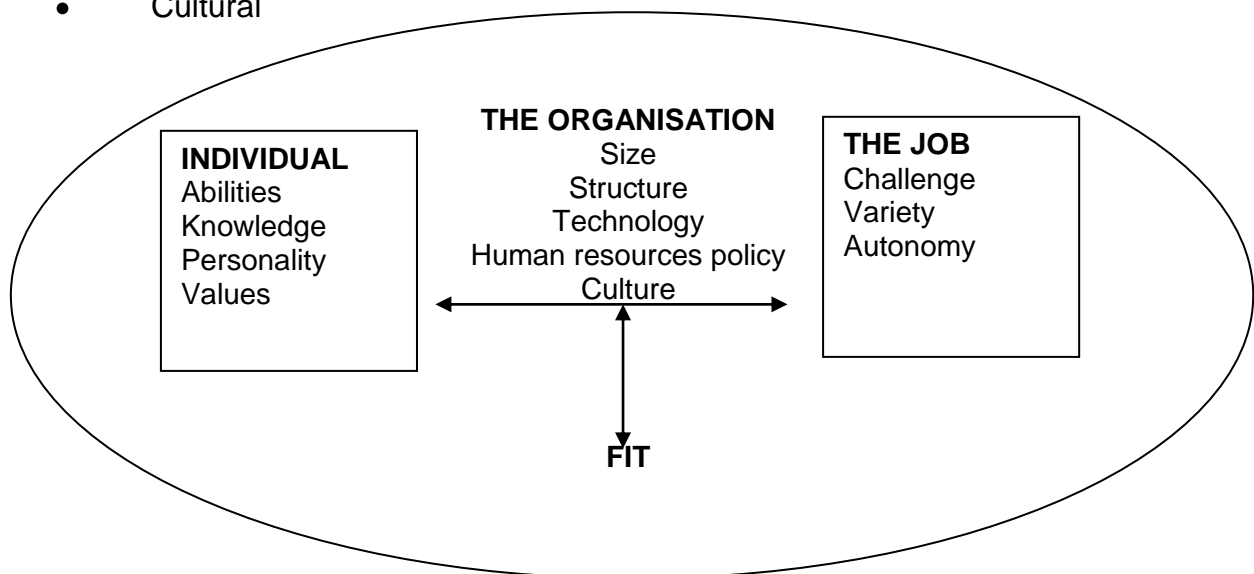 • Cultural
THE ORGANISATION
Size
Structure
Technology
Human resources policy
Culture
INDIVIDUAL
Abilities
Knowledge
Personality
Values
THE JOB
Challenge
Variety
Autonomy
FIT